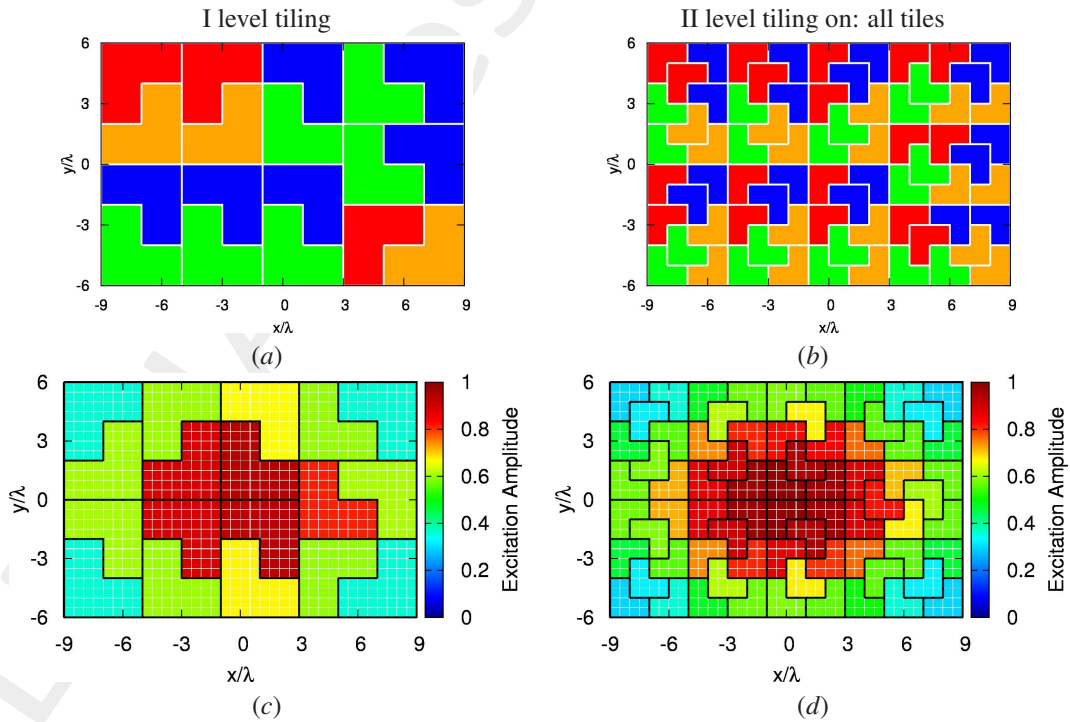 I level tiling
II level tiling on: all tiles
6
3
0
-3
-6
y/λ
-9 -6 -3 0 3 6 9
x/λ
(a)
6
3
0
-3
-6
y/λ
-9 -6 -3 0 3 6 9
x/λ
(b)
6
3
0
-3
-6
y/λ
-9 -6 -3 0 3 6 9
x/λ
1
0.8
0.6
0.4
0.2
0
Excitation Amplitude
(c)
6
3
0
-3
-6
y/λ
-9 -6 -3 0 3 6 9
x/λ
1
0.8
0.6
0.4
0.2
0
Excitation Amplitude
(d)